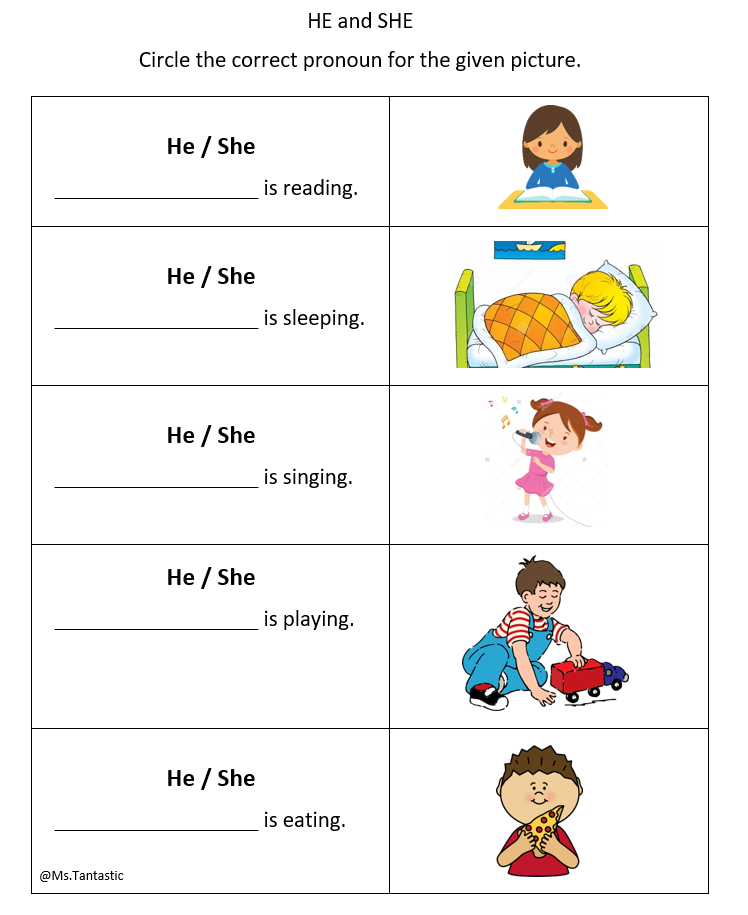 HE and SHE
Circle the correct pronoun for the given picture.
He / She
____________________ is reading.
He / She
____________________ is sleeping.
He / She
____________________ is singing.
He / She
____________________ is playing.
He / She
____________________ is eating.
@Ms.Tantastic